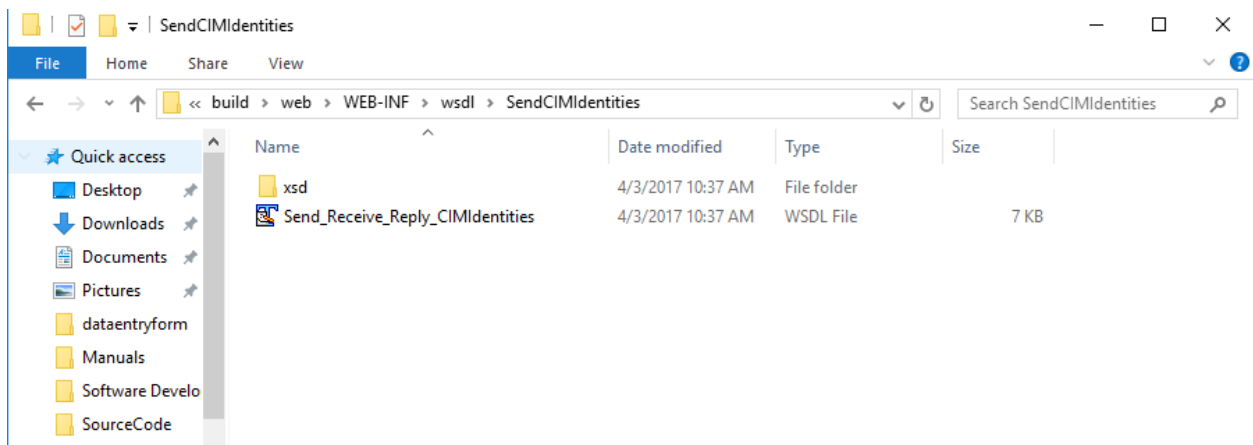 SendCIMIdentities
File Home Share View
« build > web > WEB-INF > wsdl > SendCIMIdentities Search SendCIMIdentities
Quick access
Name Date modified Type Size
Desktop
xsd 4/3/2017 10:37 AM File folder
Downloads
Send_Receive_Reply_CIMIdentities 4/3/2017 10:37 AM WSDL File 7 KB
Documents
Pictures
dataentryform
Manuals
Software Develo
SourceCode